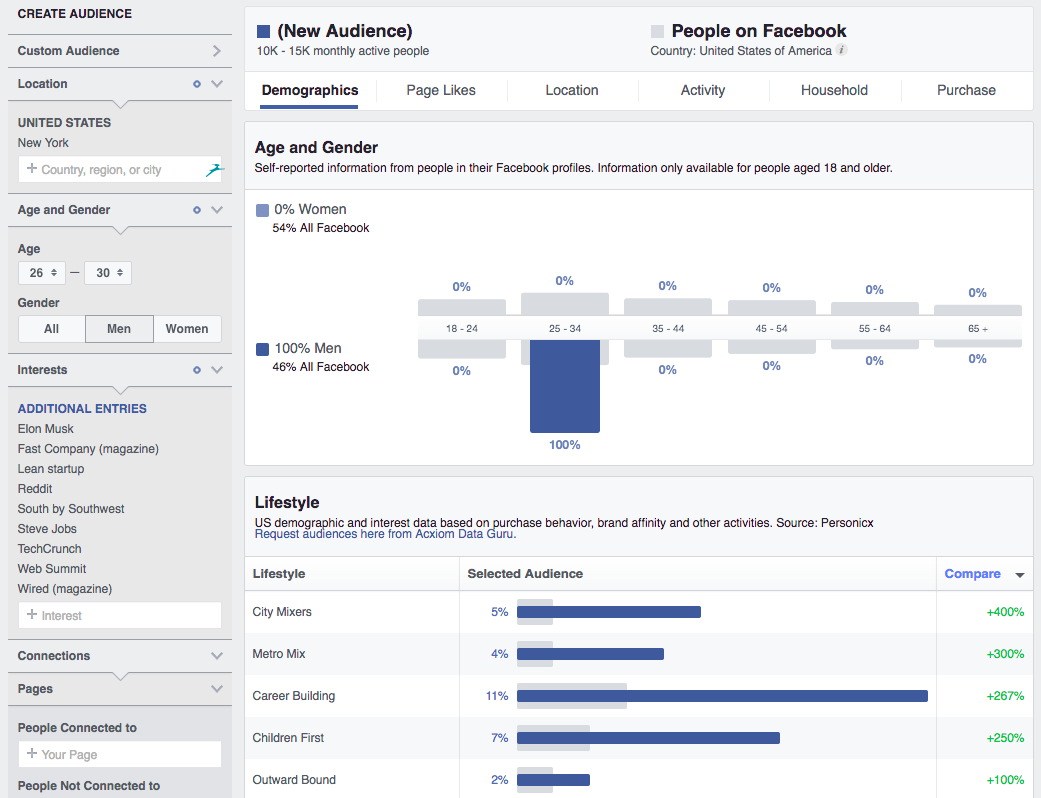 CREATE AUDIENCE
Custom Audience
Location
UNITED STATES
New York
+ Country, region, or city
Age and Gender
Age
26 — 30
Gender
All Men Women
Interests
ADDITIONAL ENTRIES
Elon Musk
Fast Company (magazine)
Lean startup
Reddit
South by Southwest
Steve Jobs
TechCrunch
Web Summit
Wired (magazine)
+ Interest
Connections
Pages
People Connected to
+ Your Page
People Not Connected to
(New Audience)
10K - 15K monthly active people
People on Facebook
Country: United States of America i
Demographics Page Likes Location Activity Household Purchase
Age and Gender
Self-reported information from people in their Facebook profiles. Information only available for people aged 18 and older.
0% Women
54% All Facebook
0% 0% 0% 0% 0% 0%
18 - 24 25 - 34 35 - 44 45 - 54 55 - 64 65 +
100% Men
46% All Facebook
0% 100% 0% 0% 0% 0%
Lifestyle
US demographic and interest data based on purchase behavior, brand affinity and other activities. Source: Personicx
Request audiences here from Acxiom Data Guru.
Lifestyle Selected Audience Compare
City Mixers 5% +400%
Metro Mix 4% +300%
Career Building 11% +267%
Children First 7% +250%
Outward Bound 2% +100%